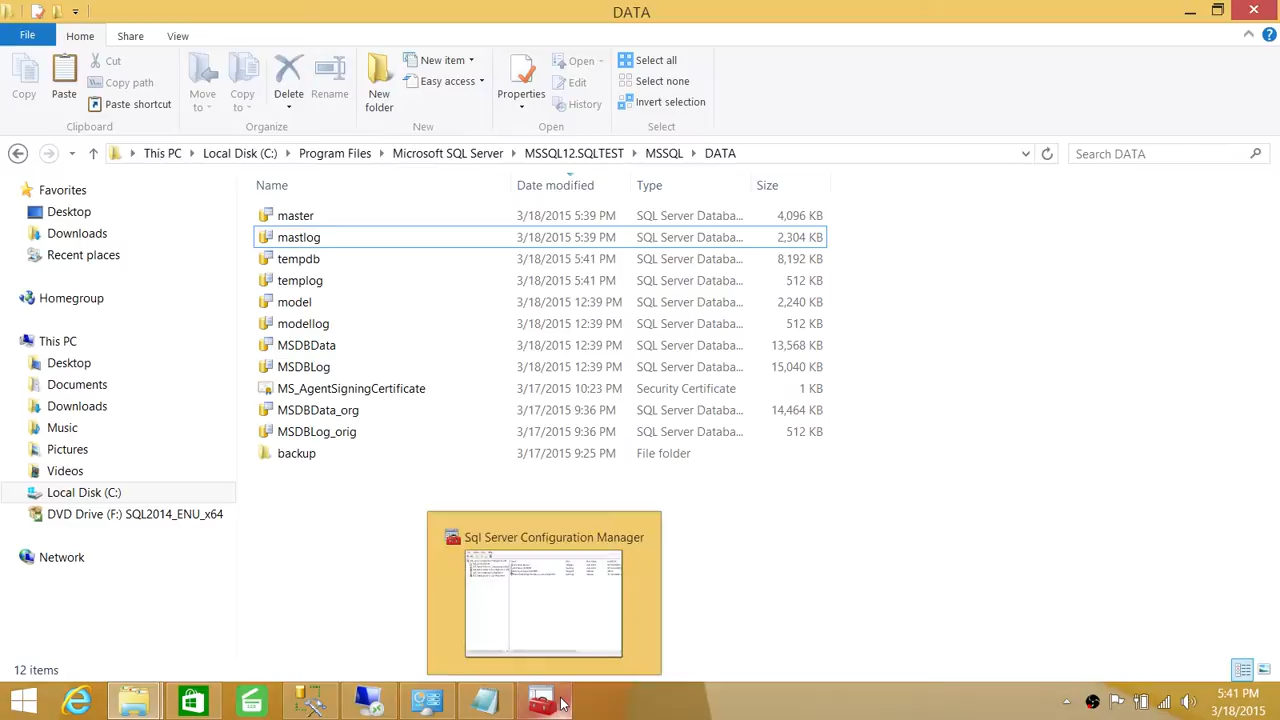 DATA
File Home Share View
Copy
Paste
Cut
Copy path
Paste shortcut
Clipboard
Move to
Copy to
Delete
Rename
Organize
New folder
New item
Easy access
New
Properties
Open
Edit
History
Open
Select all
Select none
Invert selection
Select
This PC Local Disk (C:) Program Files Microsoft SQL Server MSSQL12.SQLTEST MSSQL DATA
Search DATA
Favorites
Desktop
Downloads
Recent places
Homegroup
This PC
Desktop
Documents
Downloads
Music
Pictures
Videos
Local Disk (C:)
DVD Drive (F:) SQL2014_ENU_x64
Network
Name Date modified Type Size
master 3/18/2015 5:39 PM SQL Server Databa... 4,096 KB
mastlog 3/18/2015 5:39 PM SQL Server Databa... 2,304 KB
tempdb 3/18/2015 5:41 PM SQL Server Databa... 8,192 KB
templog 3/18/2015 5:41 PM SQL Server Databa... 512 KB
model 3/18/2015 12:39 PM SQL Server Databa... 2,240 KB
modellog 3/18/2015 12:39 PM SQL Server Databa... 512 KB
MSDBData 3/18/2015 12:39 PM SQL Server Databa... 13,568 KB
MSDBLog 3/18/2015 12:39 PM SQL Server Databa... 15,040 KB
MS_AgentSigningCertificate 3/17/2015 10:23 PM Security Certificate 1 KB
MSDBData_org 3/17/2015 9:36 PM SQL Server Databa... 14,464 KB
MSDBLog_orig 3/17/2015 9:36 PM SQL Server Databa... 512 KB
backup 3/17/2015 9:25 PM File folder
Sql Server Configuration Manager
12 items
5:41 PM
3/18/2015